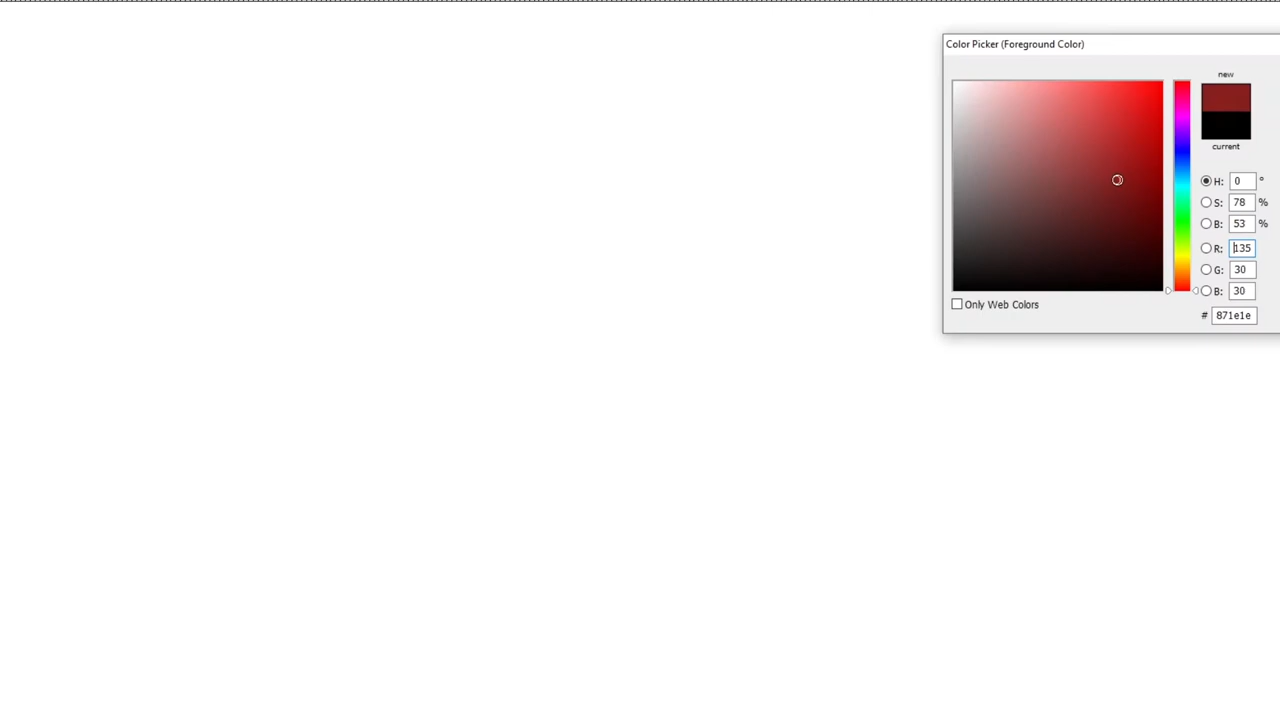 Color Picker (Foreground Color)
new
current
H: 0 °
S: 78 %
B: 53 %
R: 135
G: 30
B: 30
Only Web Colors
# 871e1e